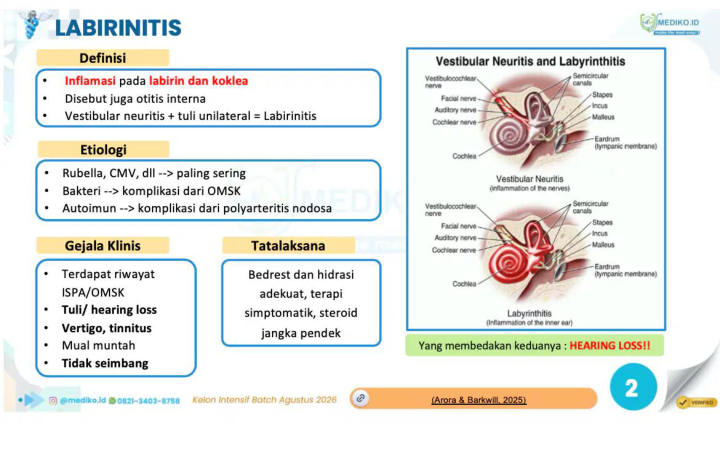 LABIRINITIS
MEDIKO.ID
Definisi
• Inflamasi pada labirin dan koklea
• Disebut juga otitis interna
• Vestibular neuritis + tuli unilateral = Labirinitis
Etiologi
• Rubella, CMV, dll --> paling sering
• Bakteri --> komplikasi dari OMSK
• Autoimun --> komplikasi dari polyarteritis nodosa
Gejala Klinis
• Terdapat riwayat
ISPA/OMSK
• Tuli/ hearing loss
• Vertigo, tinnitus
• Mual muntah
• Tidak seimbang
Tatalaksana
Bedrest dan hidrasi
adekuat, terapi
simptomatik, steroid
jangka pendek
Vestibular Neuritis and Labyrinthitis
Vestibulocochlear
nerve
Facial nerve
Auditory nerve
Cochlear nerve
Cochlea
Semicircular
canals
Stapes
Incus
Malleus
Eardrum
(tympanic membrane)
Vestibular Neuritis
(inflammation of the nerves)
Vestibulocochlear
nerve
Facial nerve
Auditory nerve
Cochlear nerve
Cochlea
Semicircular
canals
Stapes
Incus
Malleus
Eardrum
(tympanic membrane)
Labyrinthitis
(Inflammation of the inner ear)
Yang membedakan keduanya : HEARING LOSS!!
2
@mediko.id 0821-3403-8758
Kelon Intensif Batch Agustus 2026
(Arora & Barkwill, 2025)
VERIFIED